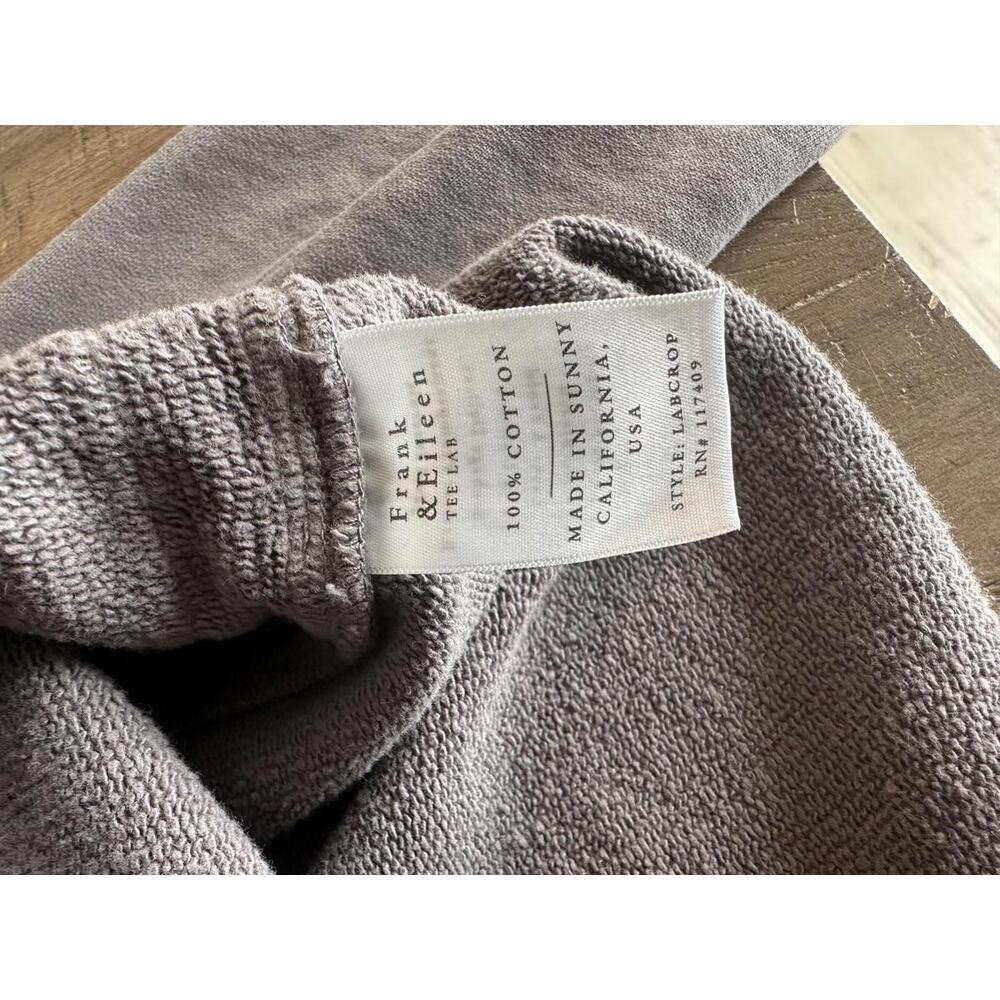 Frank
&Eileen
TEE LAB
100% COTTON
MADE IN SUNNY
CALIFORNIA,
USA
STYLE: LABCROP
RN# 117409